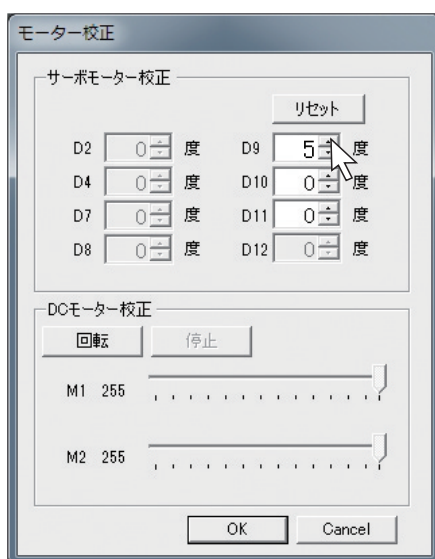 モーター校正
サーボモーター校正
リセット
D2 0 度 D9 5 度
D4 0 度 D10 0 度
D7 0 度 D11 0 度
D8 0 度 D12 0 度
DCモーター校正
回転 停止
M1 255
M2 255
OK Cancel